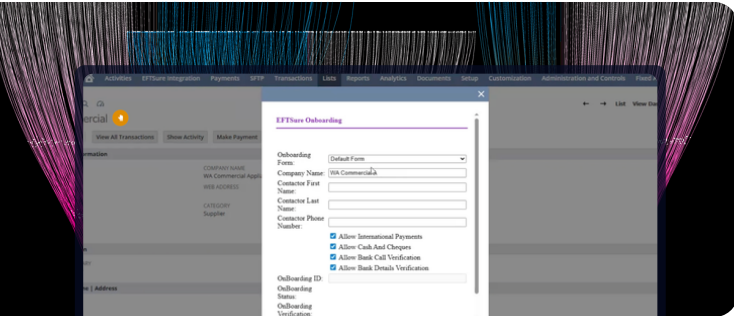 Activities EFTSure Integration Payments SFTP Transactions Lists Reports Analytics Documents Setup Customization Administration and Controls Fixed
List
EFTSure Onboarding
View All Transactions Show Activity Make Payment
Onboarding Form: Default Form
COMPANY NAME
Company Name: WA Commercial
WA Commercial
WEB ADDRESS
Contactor First Name:
Contactor Last Name:
CATEGORY
Supplier
Contactor Phone Number:
Allow International Payments
Allow Cash And Cheques
Allow Bank Call Verification
Allow Bank Details Verification
OnBoarding ID:
OnBoarding Status:
Address
OnBoarding Verification: